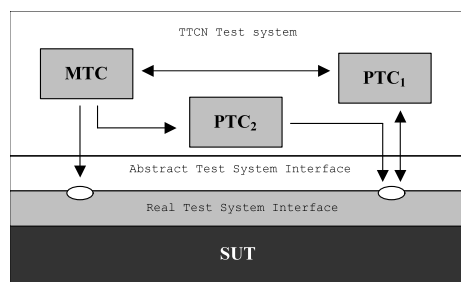 TTCN Test system
MTC
PTC1
PTC2
Abstract Test System Interface
Real Test System Interface
SUT